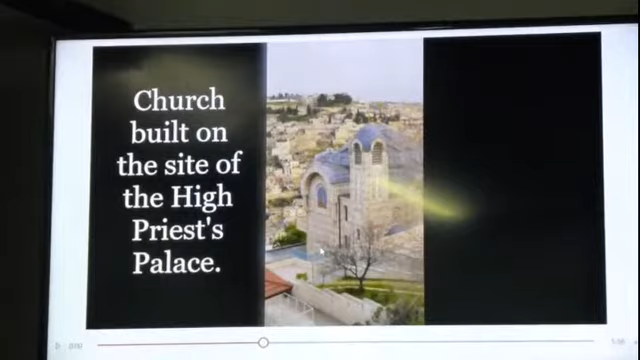 Church
built on
the site of
the High
Priest's
Palace.